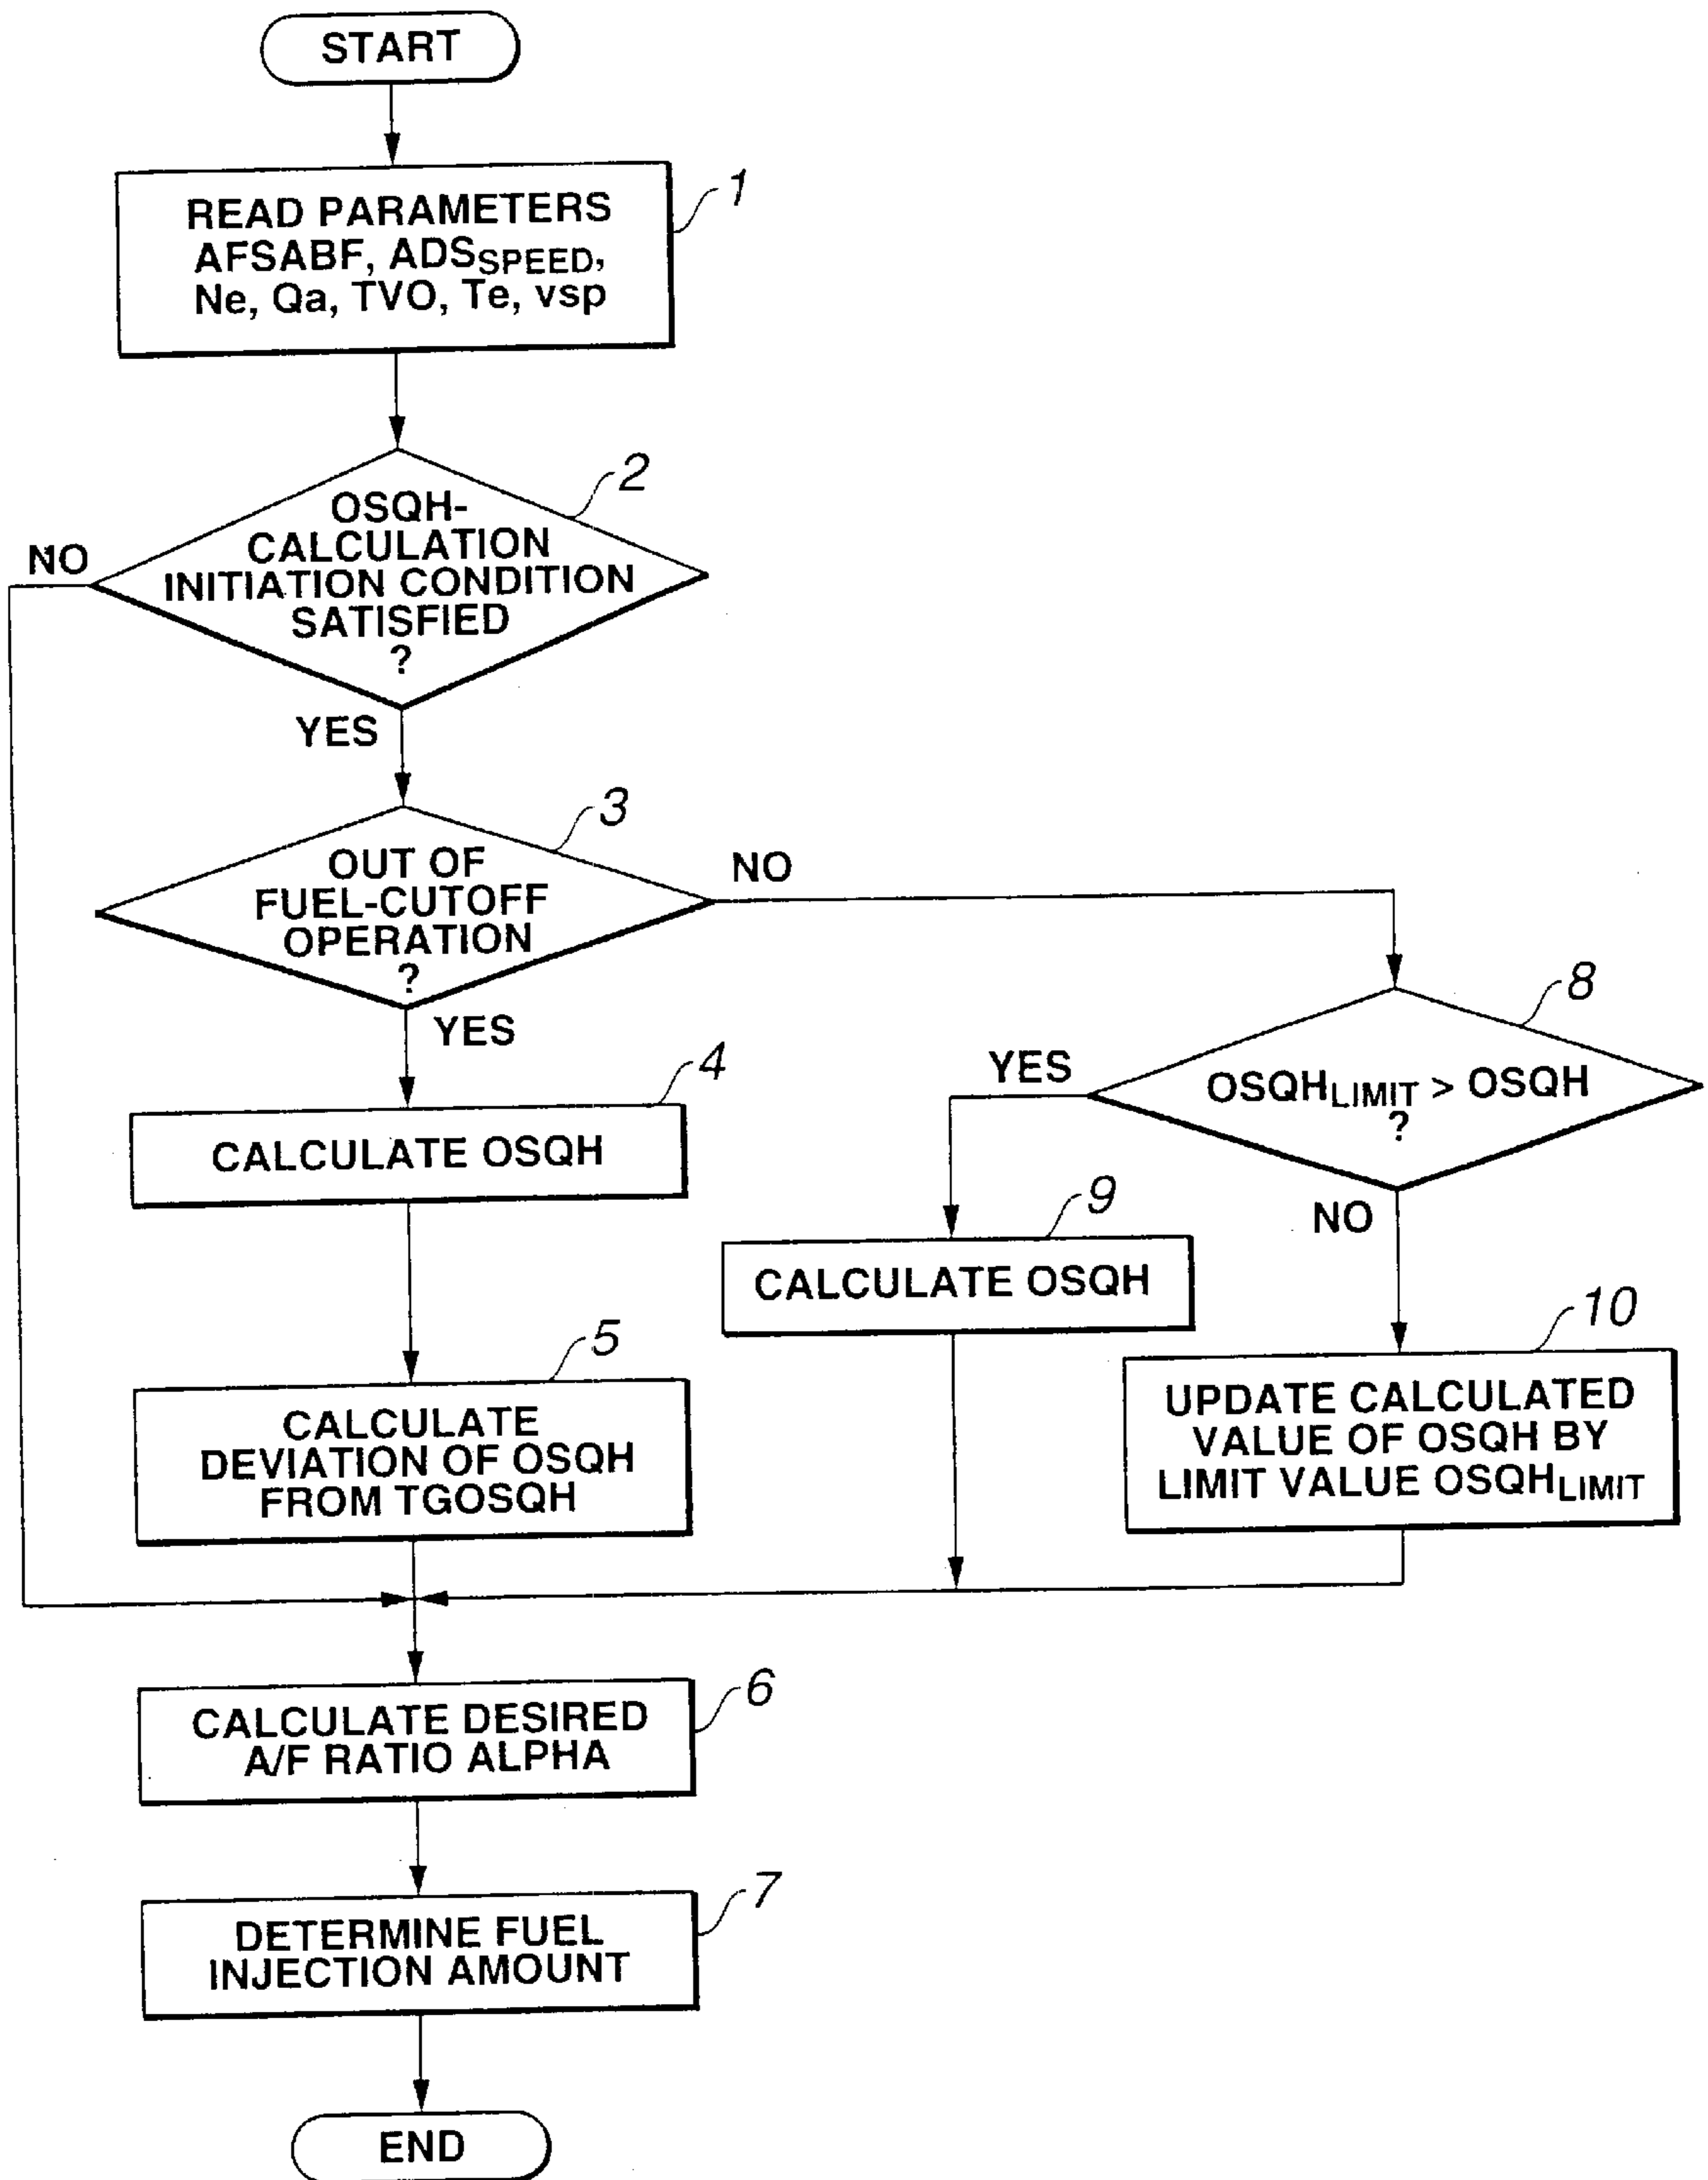 START
1
READ PARAMETERS
AFSABF, ADSSPEED,
Ne, Qa, TVO, Te, vsp
2
OSQH-
CALCULATION
INITIATION CONDITION
SATISFIED
?
NO
YES
3
OUT OF
FUEL-CUTOFF
OPERATION
?
NO
YES
8
OSQHLIMIT > OSQH
?
YES
NO
4
CALCULATE OSQH
9
CALCULATE OSQH
10
UPDATE CALCULATED
VALUE OF OSQH BY
LIMIT VALUE OSQHLIMIT
5
CALCULATE
DEVIATION OF OSQH
FROM TGOSQH
6
CALCULATE DESIRED
A/F RATIO ALPHA
7
DETERMINE FUEL
INJECTION AMOUNT
END